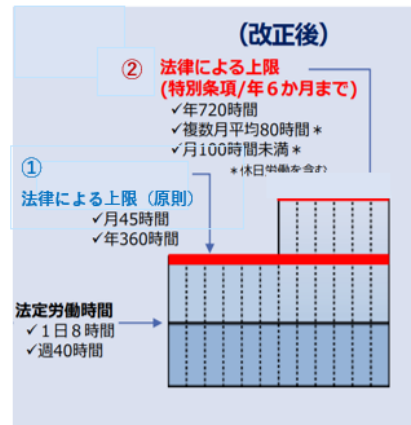 (改正後)
② 法律による上限
(特別条項/年６か月まで)
✓年720時間
✓複数月平均80時間＊
✓月100時間未満＊
＊休日労働を含む
①
法律による上限（原則）
✓月45時間
✓年360時間
法定労働時間
✓１日８時間
✓週40時間